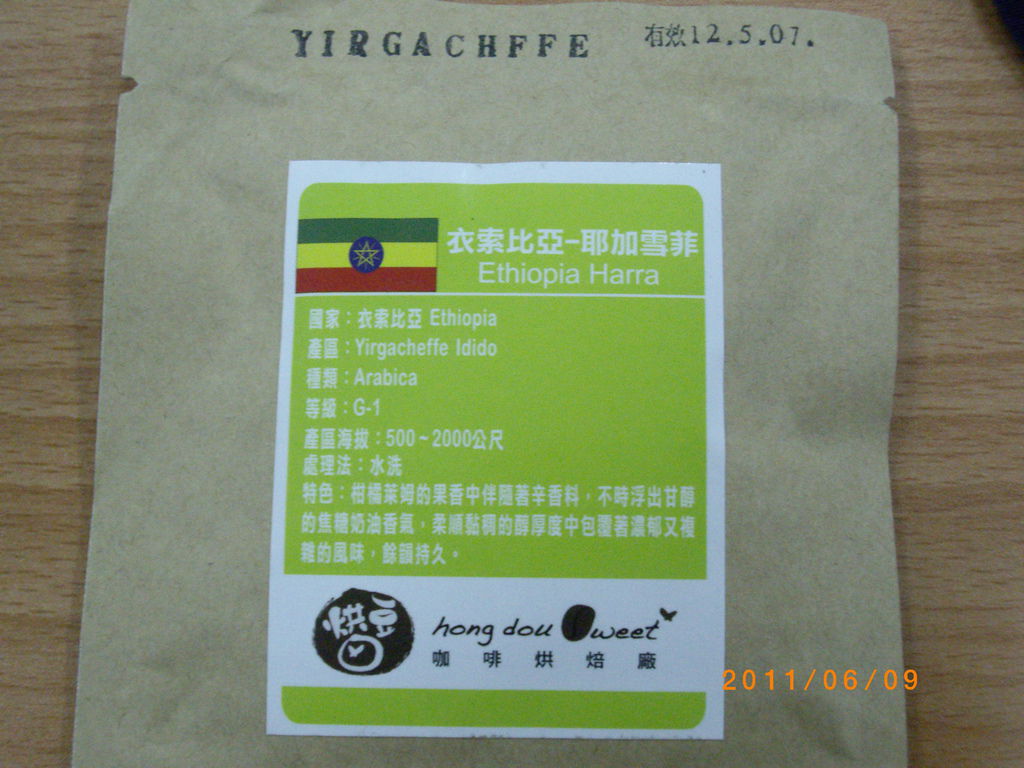 YIRGACHFFE
有效12.5.07.
衣索比亞-耶加雪菲
Ethiopia Harra
國家：衣索比亞 Ethiopia
產區：Yirgacheffe Idido
種類：Arabica
等級：G-1
產區海拔：500~2000公尺
處理法：水洗
特色：柑橘萊姆的果香中伴隨著辛香料，不時浮出甘醇
的焦糖奶油香氣，柔順黏稠的醇厚度中包覆著濃郁又複
雜的風味，餘韻持久。
烘豆
hong dou Sweet
咖啡烘焙廠
2011/06/09